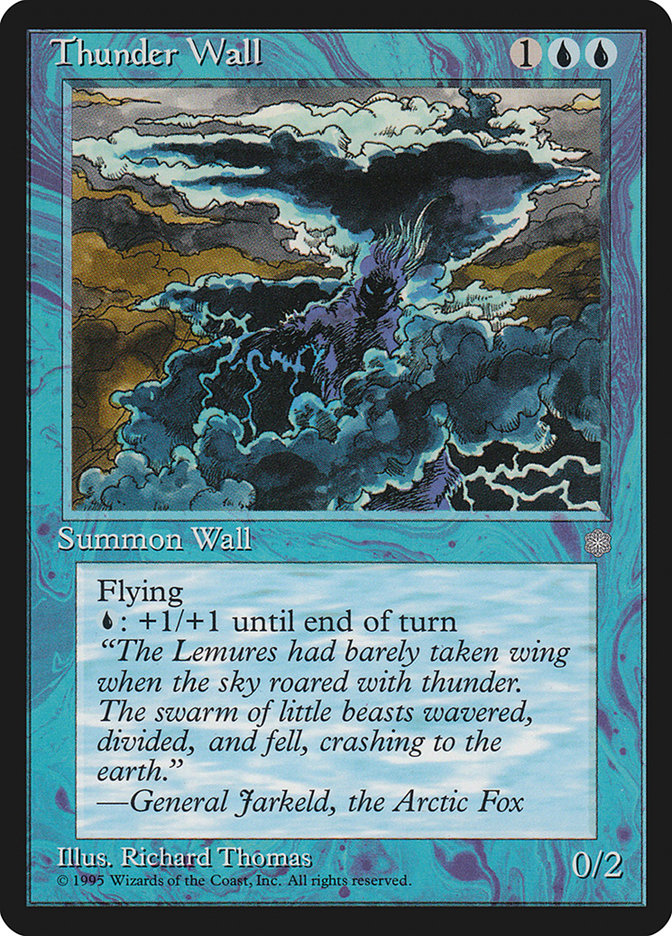 Thunder Wall 1
Summon Wall
Flying
: +1/+1 until end of turn
“The Lemures had barely taken wing
when the sky roared with thunder.
The swarm of little beasts wavered,
divided, and fell, crashing to the
earth.”
—General Jarkeld, the Arctic Fox
Illus. Richard Thomas
0/2
© 1995 Wizards of the Coast, Inc. All rights reserved.